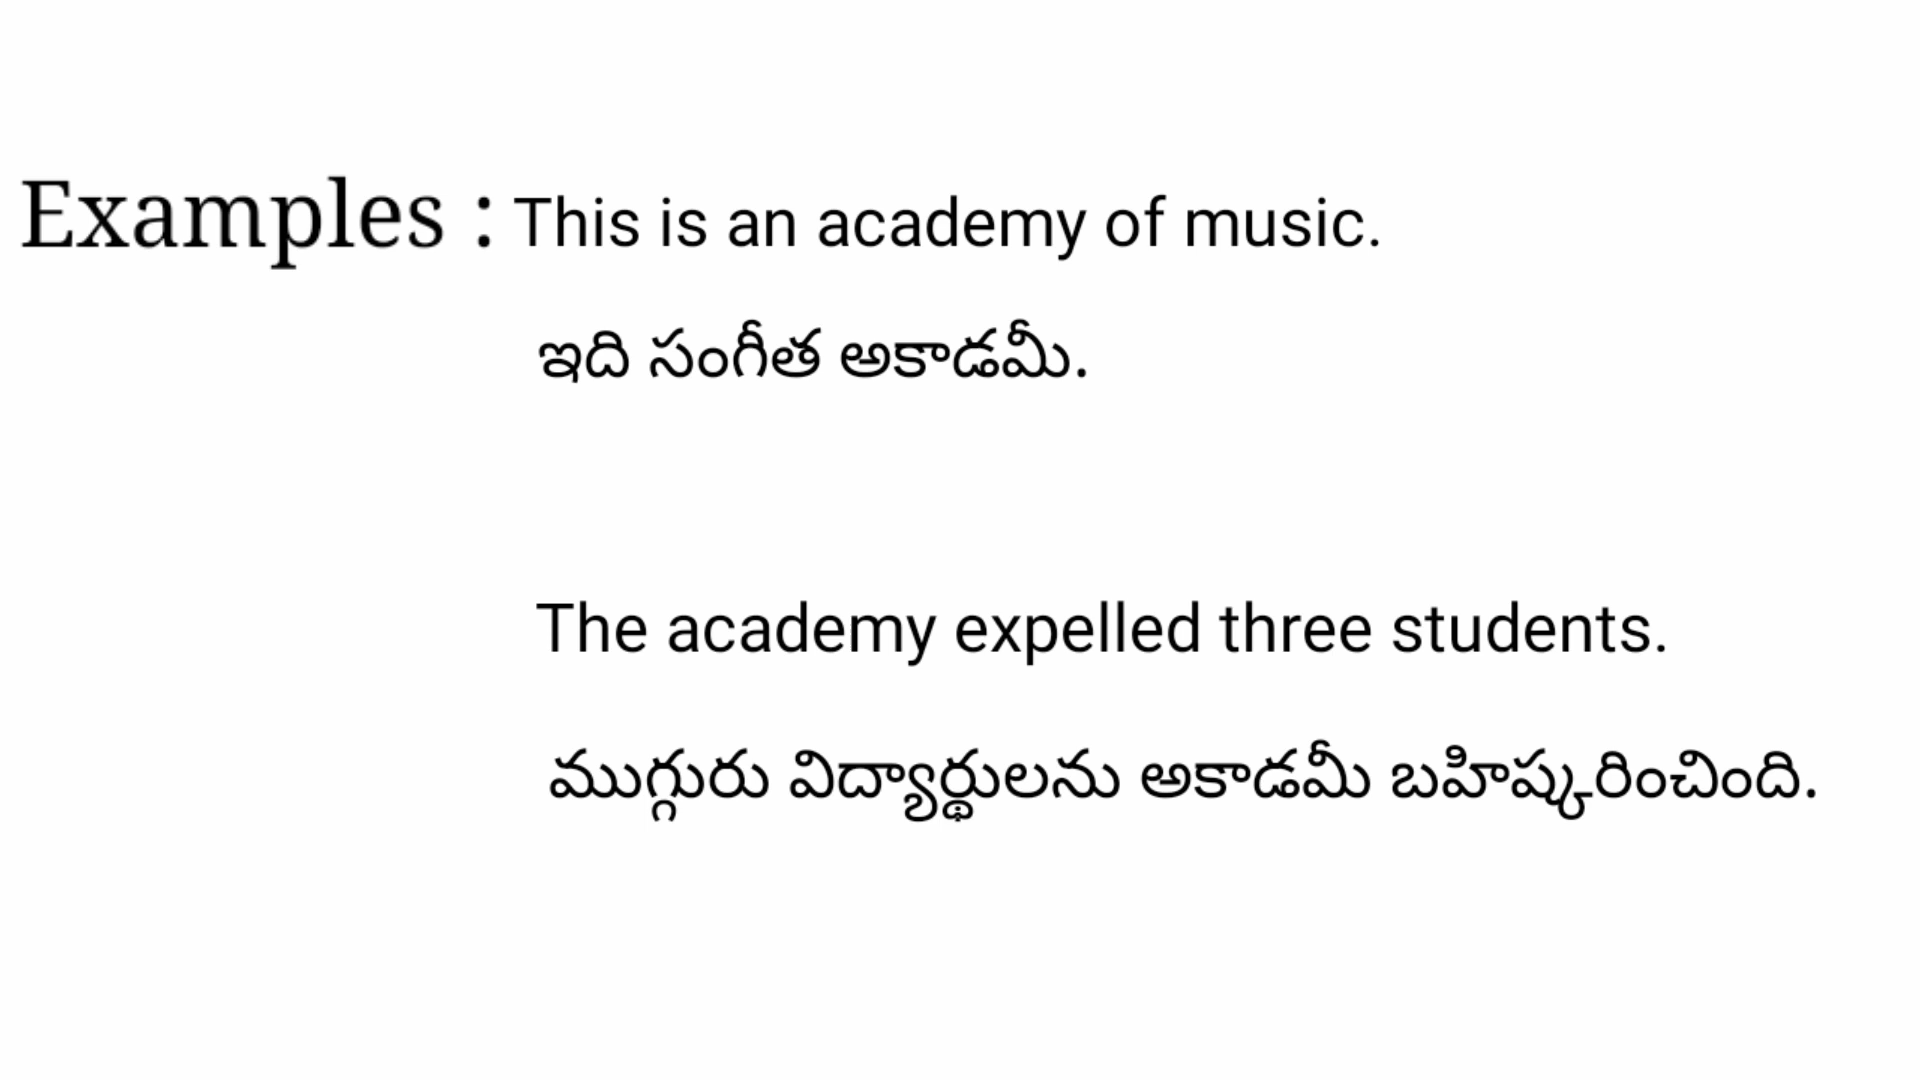 Examples : This is an academy of music.
ఇది సంగీత అకాడమీ.
The academy expelled three students.
ముగ్గురు విద్యార్థులను అకాడమీ బహిష్కరించింది.